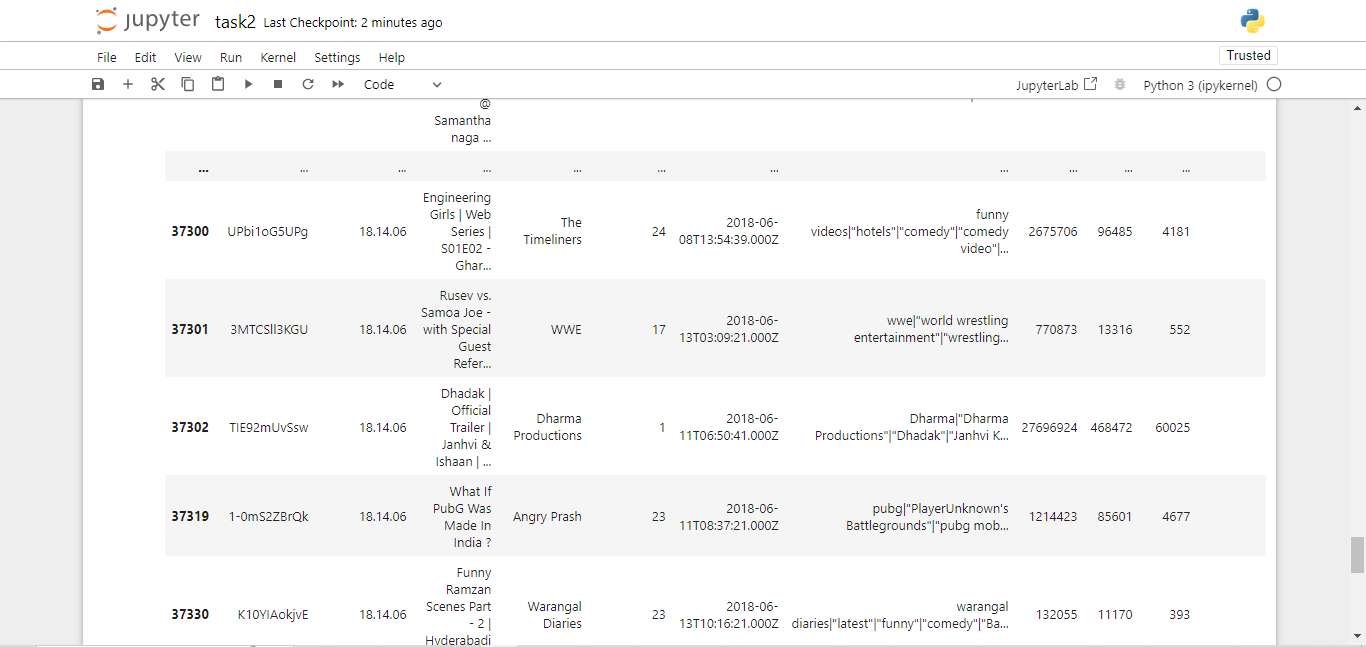 jupyter task2 Last Checkpoint: 2 minutes ago
File Edit View Run Kernel Settings Help
Trusted
Code
JupyterLab
Python 3 (ipykernel)
@
Samantha
naga ...
... ... ... ... ... ... ... ... ... ... ...
37300 UPbi1oG5UPg 18.14.06
Engineering
Girls | Web
Series |
S01E02 -
Ghar...
The
Timeliners
24
2018-06-
08T13:54:39.000Z
funny
videos|"hotels"|"comedy"|"comedy
video"|...
2675706 96485 4181
37301 3MTCSll3KGU 18.14.06
Rusev vs.
Samoa Joe -
with Special
Guest
Refer...
WWE
17
2018-06-
13T03:09:21.000Z
wwe|"world wrestling
entertainment"|"wrestling...
770873 13316 552
37302 TIE92mUvSsw 18.14.06
Dhadak |
Official
Trailer |
Janhvi &
Ishaan | ...
Dharma
Productions
1
2018-06-
11T06:50:41.000Z
Dharma|"Dharma
Productions"|"Dhadak"|"Janhvi K...
27696924 468472 60025
37319 1-0mS2ZBrQk 18.14.06
What If
PubG Was
Made In
India ?
Angry Prash
23
2018-06-
11T08:37:21.000Z
pubg|"PlayerUnknown's
Battlegrounds"|"pubg mob...
1214423 85601 4677
37330 K10YIAokjvE 18.14.06
Funny
Ramzan
Scenes Part
- 2 |
Hyderabadi
Warangal
Diaries
23
2018-06-
13T10:16:21.000Z
warangal
diaries|"latest"|"funny"|"comedy"|"Ba...
132055 11170 393